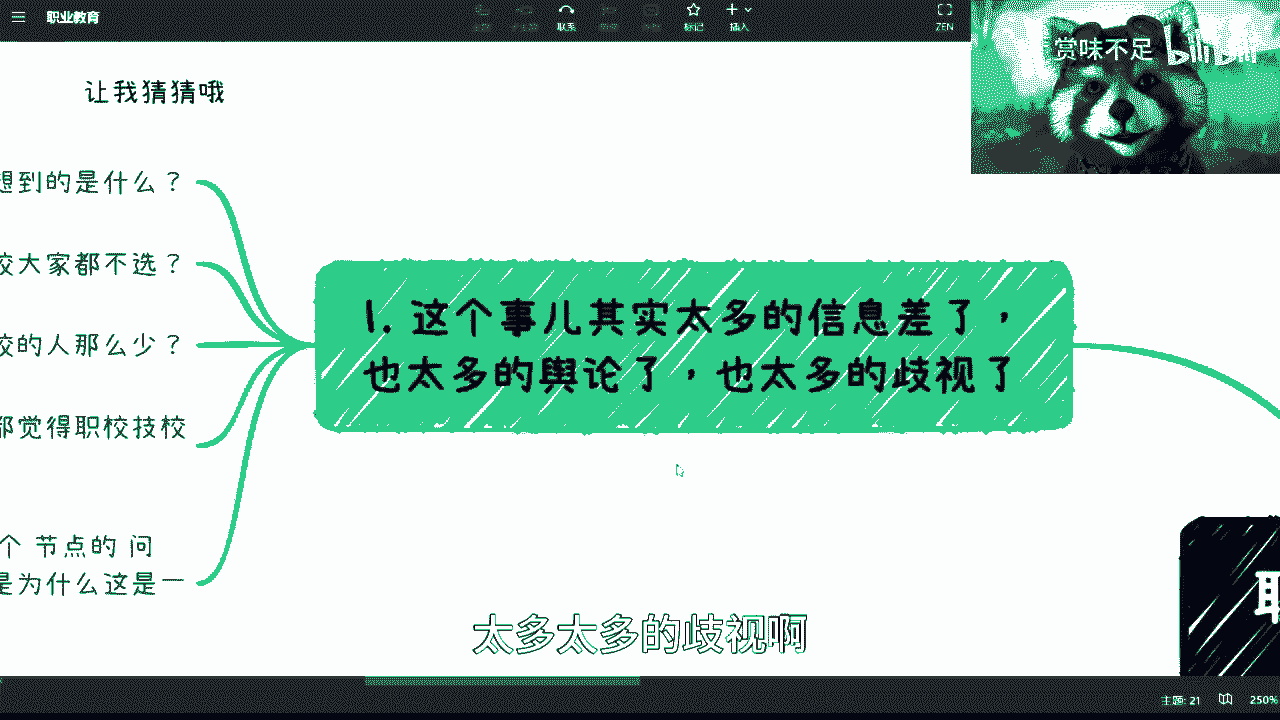 职业教育
联系
标记
插入
ZEN
赏味不足 bilibili
让我猜猜哦
想到的是什么？
校大家都不选？
校的人那么少？
都觉得职校技校
个 节点的 问
是为什么这是一
1. 这个事儿其实太多的信息差了，
也太多的舆论了，也太多的歧视了
职
太多太多的歧视啊
主题: 21
250%